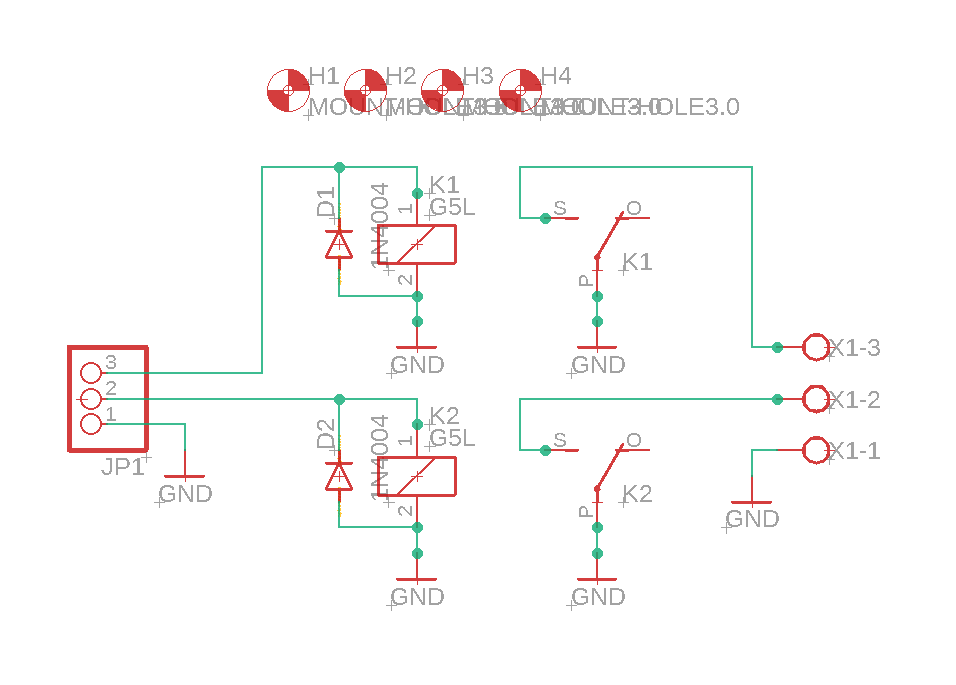 H1 H2 H3 H4
MOUNT-HOLE3.0 MOUNT-HOLE3.0 MOUNT-HOLE3.0 MOUNT-HOLE3.0
D1
1N4004
K1
G5L
1
2
GND
S
O
K1
P
GND
3
2
1
JP1
GND
D2
1N4004
K2
G5L
1
2
GND
S
O
K2
P
GND
X1-3
X1-2
X1-1
GND